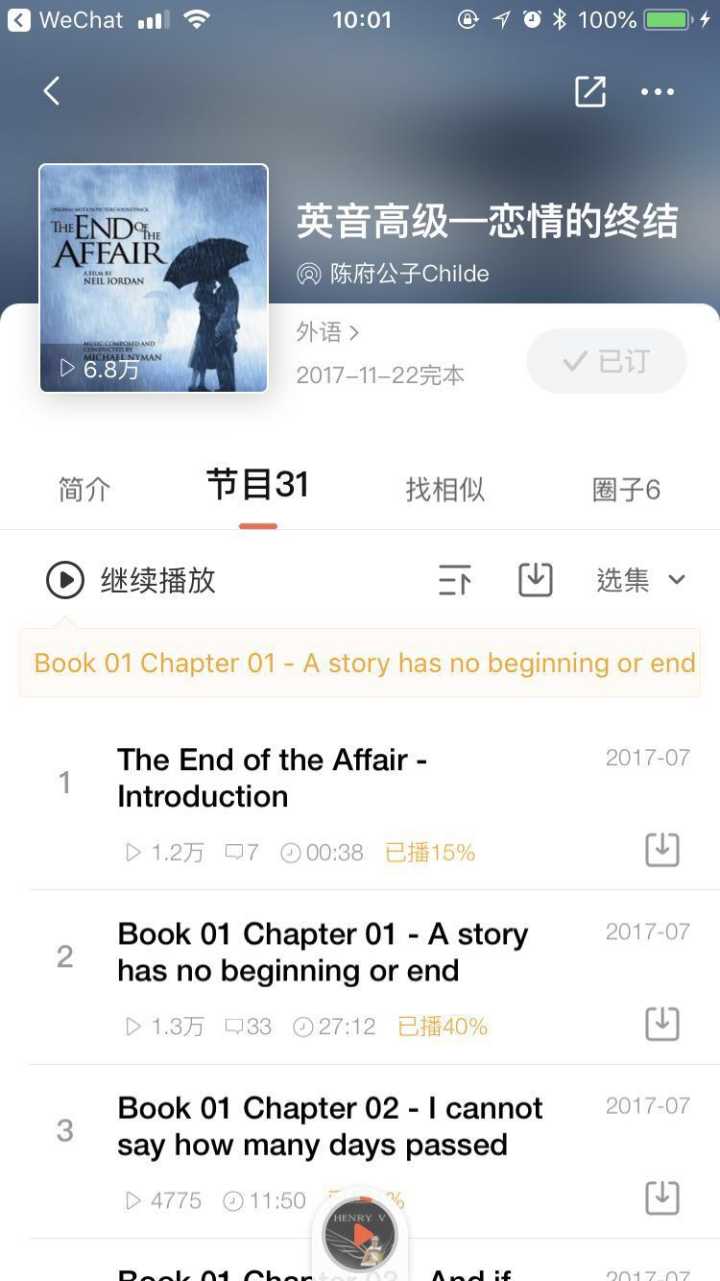 WeChat 10:01 100%
ORIGINAL MOTION PICTURE SOUNDTRACK
THE END OF THE
AFFAIR
A FILM BY
NEIL JORDAN
MUSIC COMPOSED AND
CONDUCTED BY
MICHAEL NYMAN
6.8万
英音高级—恋情的终结
陈府公子Childe
外语
2017-11-22完本
已订
简介 节目31 找相似 圈子6
继续播放 选集
Book 01 Chapter 01 - A story has no beginning or end
1 The End of the Affair - 2017-07
Introduction
1.2万 7 00:38 已播15%
2 Book 01 Chapter 01 - A story 2017-07
has no beginning or end
1.3万 33 27:12 已播40%
3 Book 01 Chapter 02 - I cannot 2017-07
say how many days passed
4775 11:50 %
HENRY V
Book 01 Chapter 03 - And if 2017-07